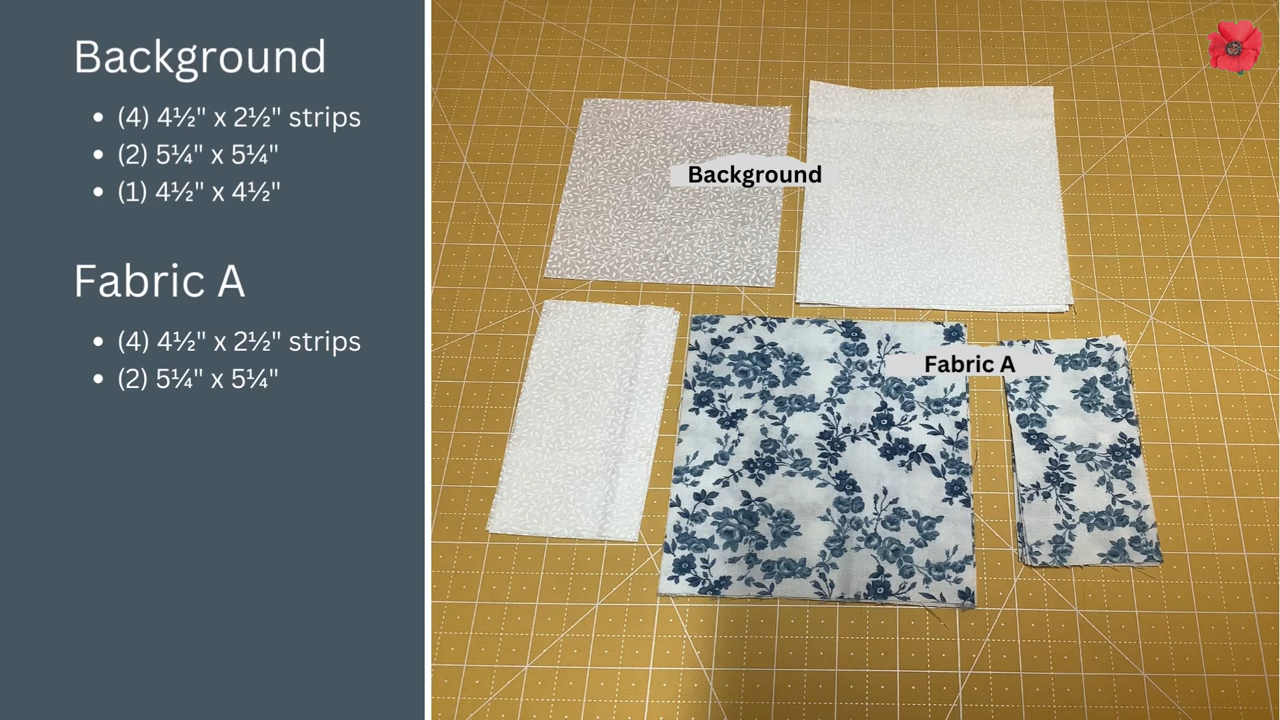 Background
• (4) 4½" x 2½" strips
• (2) 5¼" x 5¼"
• (1) 4½" x 4½"
Fabric A
• (4) 4½" x 2½" strips
• (2) 5¼" x 5¼"
Background
Fabric A